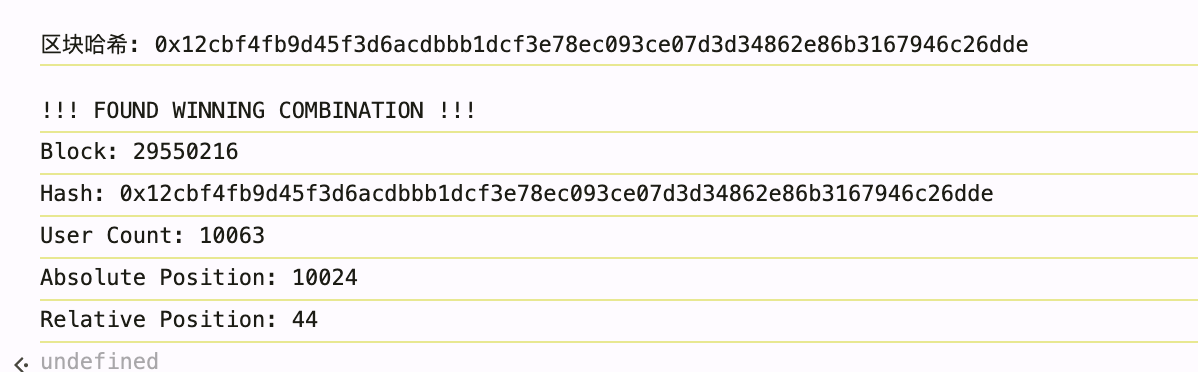 区块哈希: 0x12cbf4fb9d45f3d6acdbbb1dcf3e78ec093ce07d3d34862e86b3167946c26dde
!!! FOUND WINNING COMBINATION !!!
Block: 29550216
Hash: 0x12cbf4fb9d45f3d6acdbbb1dcf3e78ec093ce07d3d34862e86b3167946c26dde
User Count: 10063
Absolute Position: 10024
Relative Position: 44
undefined